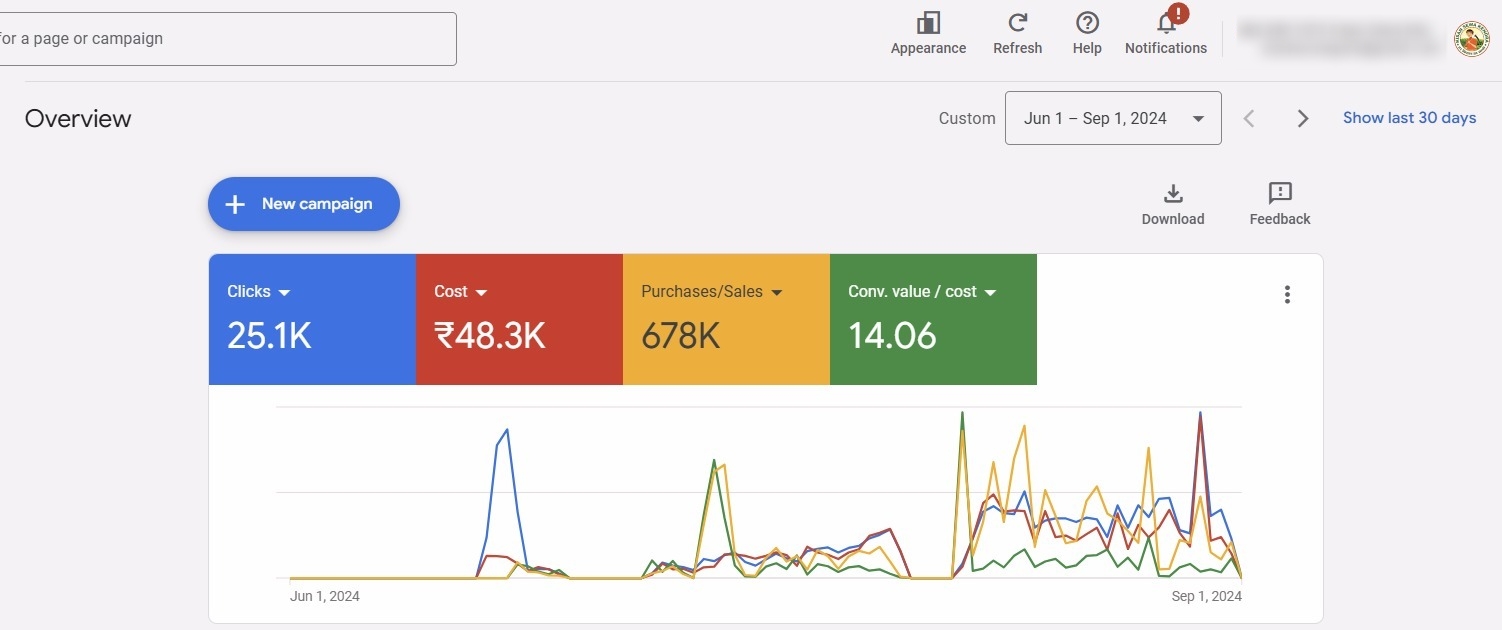 for a page or campaign
Appearance
Refresh
Help
Notifications
Overview
Custom
Jun 1 – Sep 1, 2024
Show last 30 days
New campaign
Download
Feedback
Clicks
Cost
Purchases/Sales
Conv. value / cost
25.1K
₹48.3K
678K
14.06
Jun 1, 2024
Sep 1, 2024